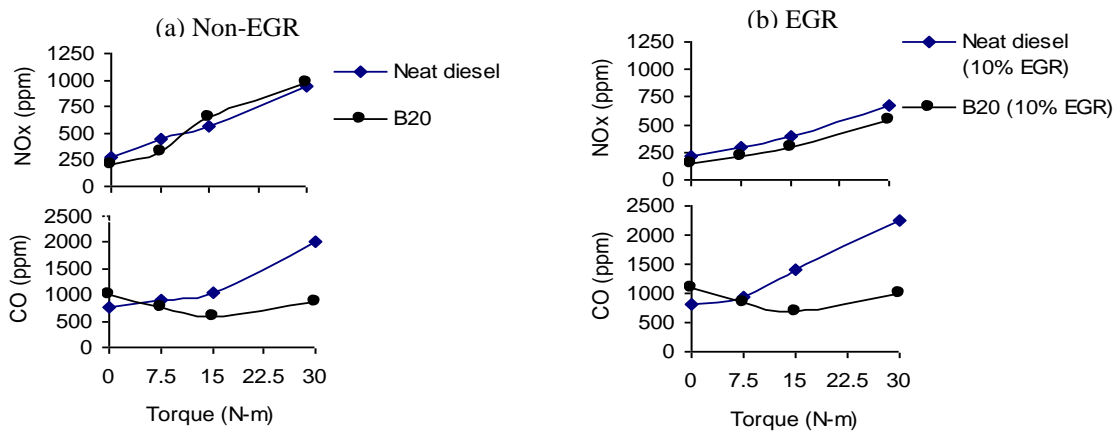 (a) Non-EGR
NOx (ppm)
1250
1000
750
500
250
0
Neat diesel
B20
CO (ppm)
2500
2000
1500
1000
500
0
0 7.5 15 22.5 30
Torque (N-m)
(b) EGR
NOx (ppm)
1250
1000
750
500
250
0
Neat diesel
(10% EGR)
B20 (10% EGR)
CO (ppm)
2500
2000
1500
1000
500
0
0 7.5 15 22.5 30
Torque (N-m)